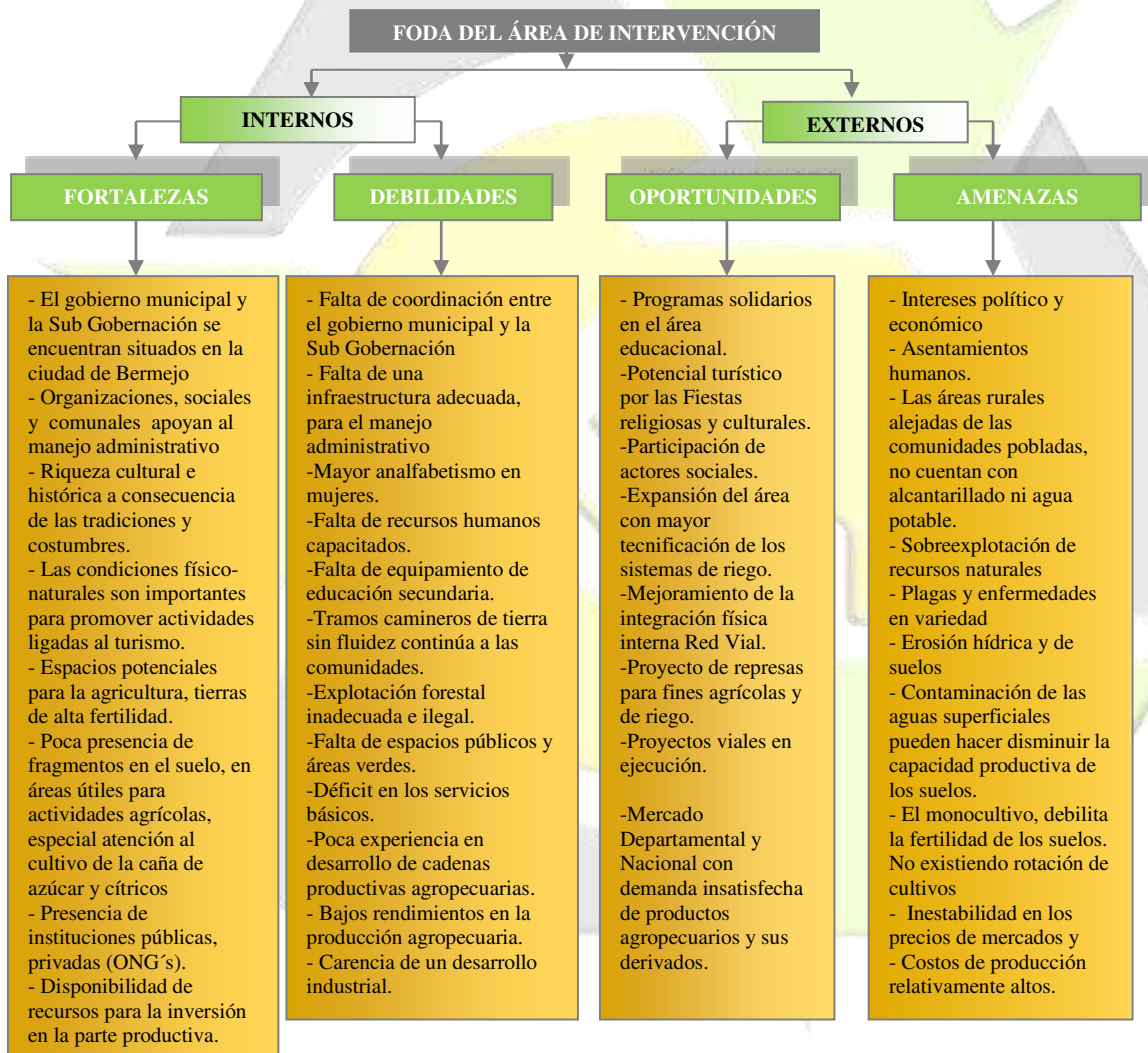 FODA DEL ÁREA DE INTERVENCIÓN
INTERNOS
EXTERNOS
FORTALEZAS
DEBILIDADES
OPORTUNIDADES
AMENAZAS
- El gobierno municipal y
la Sub Gobernación se
encuentran situados en la
ciudad de Bermejo
- Organizaciones, sociales
y comunales apoyan al
manejo administrativo
- Riqueza cultural e
histórica a consecuencia
de las tradiciones y
costumbres.
- Las condiciones físico-
naturales son importantes
para promover actividades
ligadas al turismo.
- Espacios potenciales
para la agricultura, tierras
de alta fertilidad.
- Poca presencia de
fragmentos en el suelo, en
áreas útiles para
actividades agrícolas,
especial atención al
cultivo de la caña de
azúcar y cítricos
- Presencia de
instituciones públicas,
privadas (ONG´s).
- Disponibilidad de
recursos para la inversión
en la parte productiva.
- Falta de coordinación entre
el gobierno municipal y la
Sub Gobernación
- Falta de una
infraestructura adecuada,
para el manejo
administrativo
-Mayor analfabetismo en
mujeres.
-Falta de recursos humanos
capacitados.
-Falta de equipamiento de
educación secundaria.
-Tramos camineros de tierra
sin fluidez continúa a las
comunidades.
-Explotación forestal
inadecuada e ilegal.
-Falta de espacios públicos y
áreas verdes.
-Déficit en los servicios
básicos.
-Poca experiencia en
desarrollo de cadenas
productivas agropecuarias.
- Bajos rendimientos en la
producción agropecuaria.
- Carencia de un desarrollo
industrial.
- Programas solidarios
en el área
educacional.
-Potencial turístico
por las Fiestas
religiosas y culturales.
-Participación de
actores sociales.
-Expansión del área
con mayor
tecnificación de los
sistemas de riego.
-Mejoramiento de la
integración física
interna Red Vial.
-Proyecto de represas
para fines agrícolas y
de riego.
-Proyectos viales en
ejecución.
-Mercado
Departamental y
Nacional con
demanda insatisfecha
de productos
agropecuarios y sus
derivados.
- Intereses político y
económico
- Asentamientos
humanos.
- Las áreas rurales
alejadas de las
comunidades pobladas,
no cuentan con
alcantarillado ni agua
potable.
- Sobreexplotación de
recursos naturales
- Plagas y enfermedades
en variedad
- Erosión hídrica y de
suelos
- Contaminación de las
aguas superficiales
pueden hacer disminuir la
capacidad productiva de
los suelos.
- El monocultivo, debilita
la fertilidad de los suelos.
No existiendo rotación de
cultivos
- Inestabilidad en los
precios de mercados y
- Costos de producción
relativamente altos.